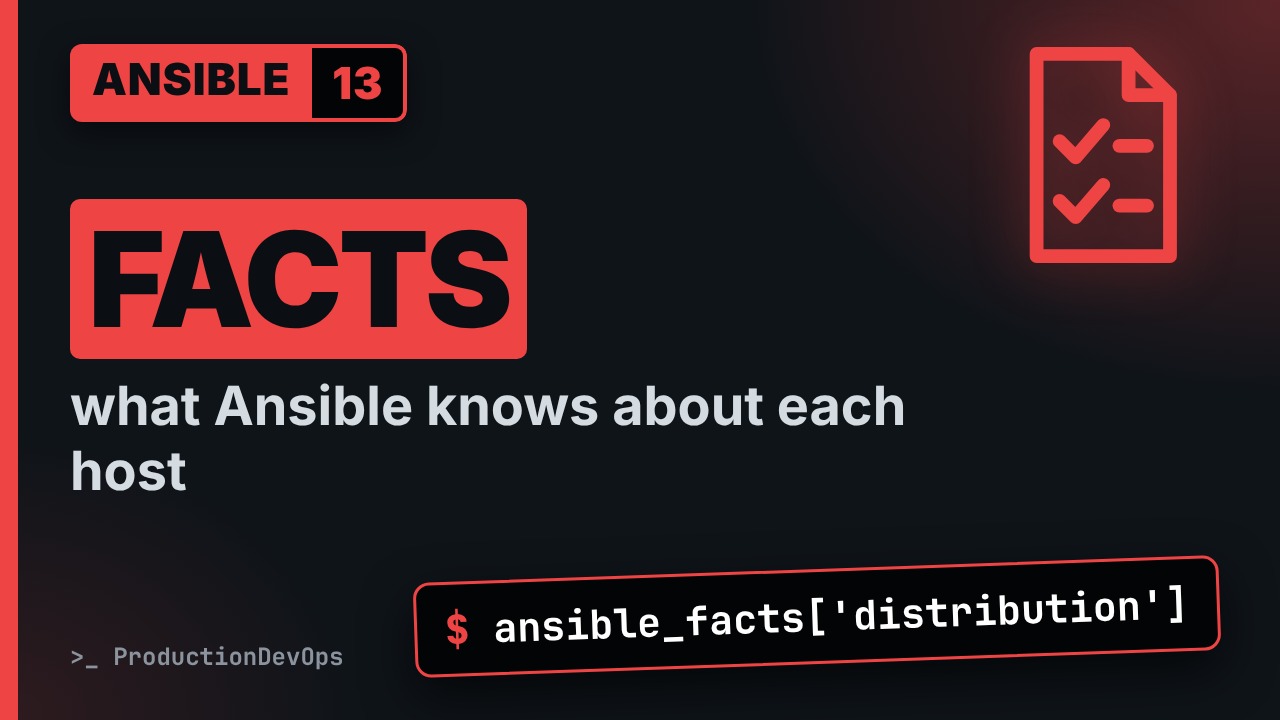 ANSIBLE 13
FACTS
what Ansible knows about each
host
$ ansible_facts['distribution']
>_ ProductionDevOps